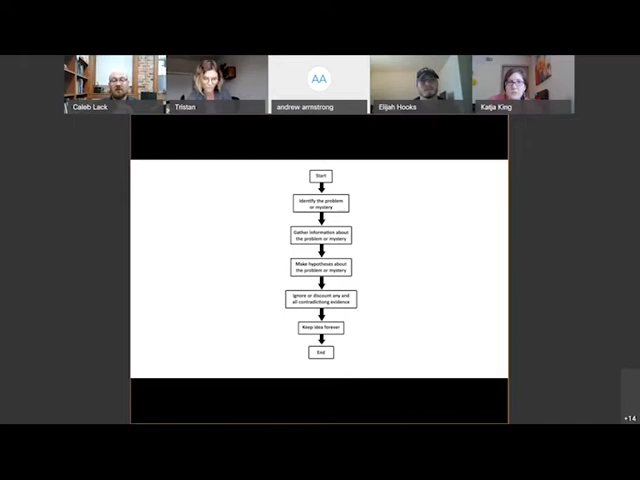 AA
Caleb Lack
Tristan
andrew armstrong
Elijah Hooks
Katja King
Start
Identify the problem
or mystery
Gather information about
the problem or mystery
Make hypotheses about
the problem or mystery
Ignore or discount any and
all contradictiong evidence
Keep idea forever
End
+14